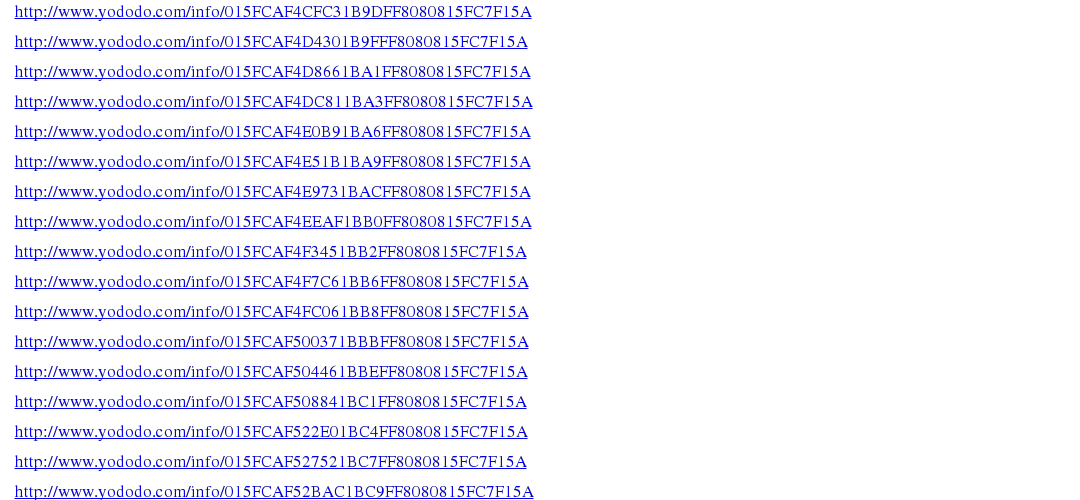 http://www.yododo.com/info/015FCAF4CFC31B9DFF8080815FC7F15A
http://www.yododo.com/info/015FCAF4D4301B9FFF8080815FC7F15A
http://www.yododo.com/info/015FCAF4D8661BA1FF8080815FC7F15A
http://www.yododo.com/info/015FCAF4DC811BA3FF8080815FC7F15A
http://www.yododo.com/info/015FCAF4E0B91BA6FF8080815FC7F15A
http://www.yododo.com/info/015FCAF4E51B1BA9FF8080815FC7F15A
http://www.yododo.com/info/015FCAF4E9731BACFF8080815FC7F15A
http://www.yododo.com/info/015FCAF4EEAF1BB0FF8080815FC7F15A
http://www.yododo.com/info/015FCAF4F3451BB2FF8080815FC7F15A
http://www.yododo.com/info/015FCAF4F7C61BB6FF8080815FC7F15A
http://www.yododo.com/info/015FCAF4FC061BB8FF8080815FC7F15A
http://www.yododo.com/info/015FCAF500371BBBFF8080815FC7F15A
http://www.yododo.com/info/015FCAF504461BBEFF8080815FC7F15A
http://www.yododo.com/info/015FCAF508841BC1FF8080815FC7F15A
http://www.yododo.com/info/015FCAF522E01BC4FF8080815FC7F15A
http://www.yododo.com/info/015FCAF527521BC7FF8080815FC7F15A
http://www.yododo.com/info/015FCAF52BAC1BC9FF8080815FC7F15A